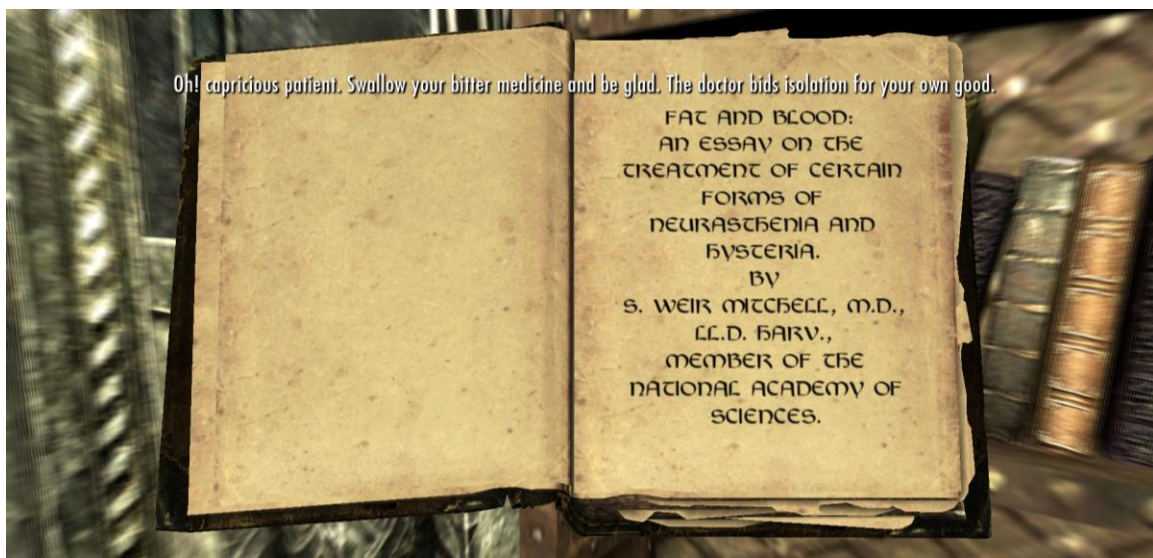 Oh! capricious patient. Swallow your bitter medicine and be glad. The doctor bids isolation for your own good.
FAT AND BLOOD:
AN ESSAY ON THE
TREATMENT OF CERTAIN
FORMS OF
NEURASTHENIA AND
HYSTERIA.
BY
S. WEIR MITCHELL, M.D.,
LL.D. HARV.,
MEMBER OF THE
NATIONAL ACADEMY OF
SCIENCES.